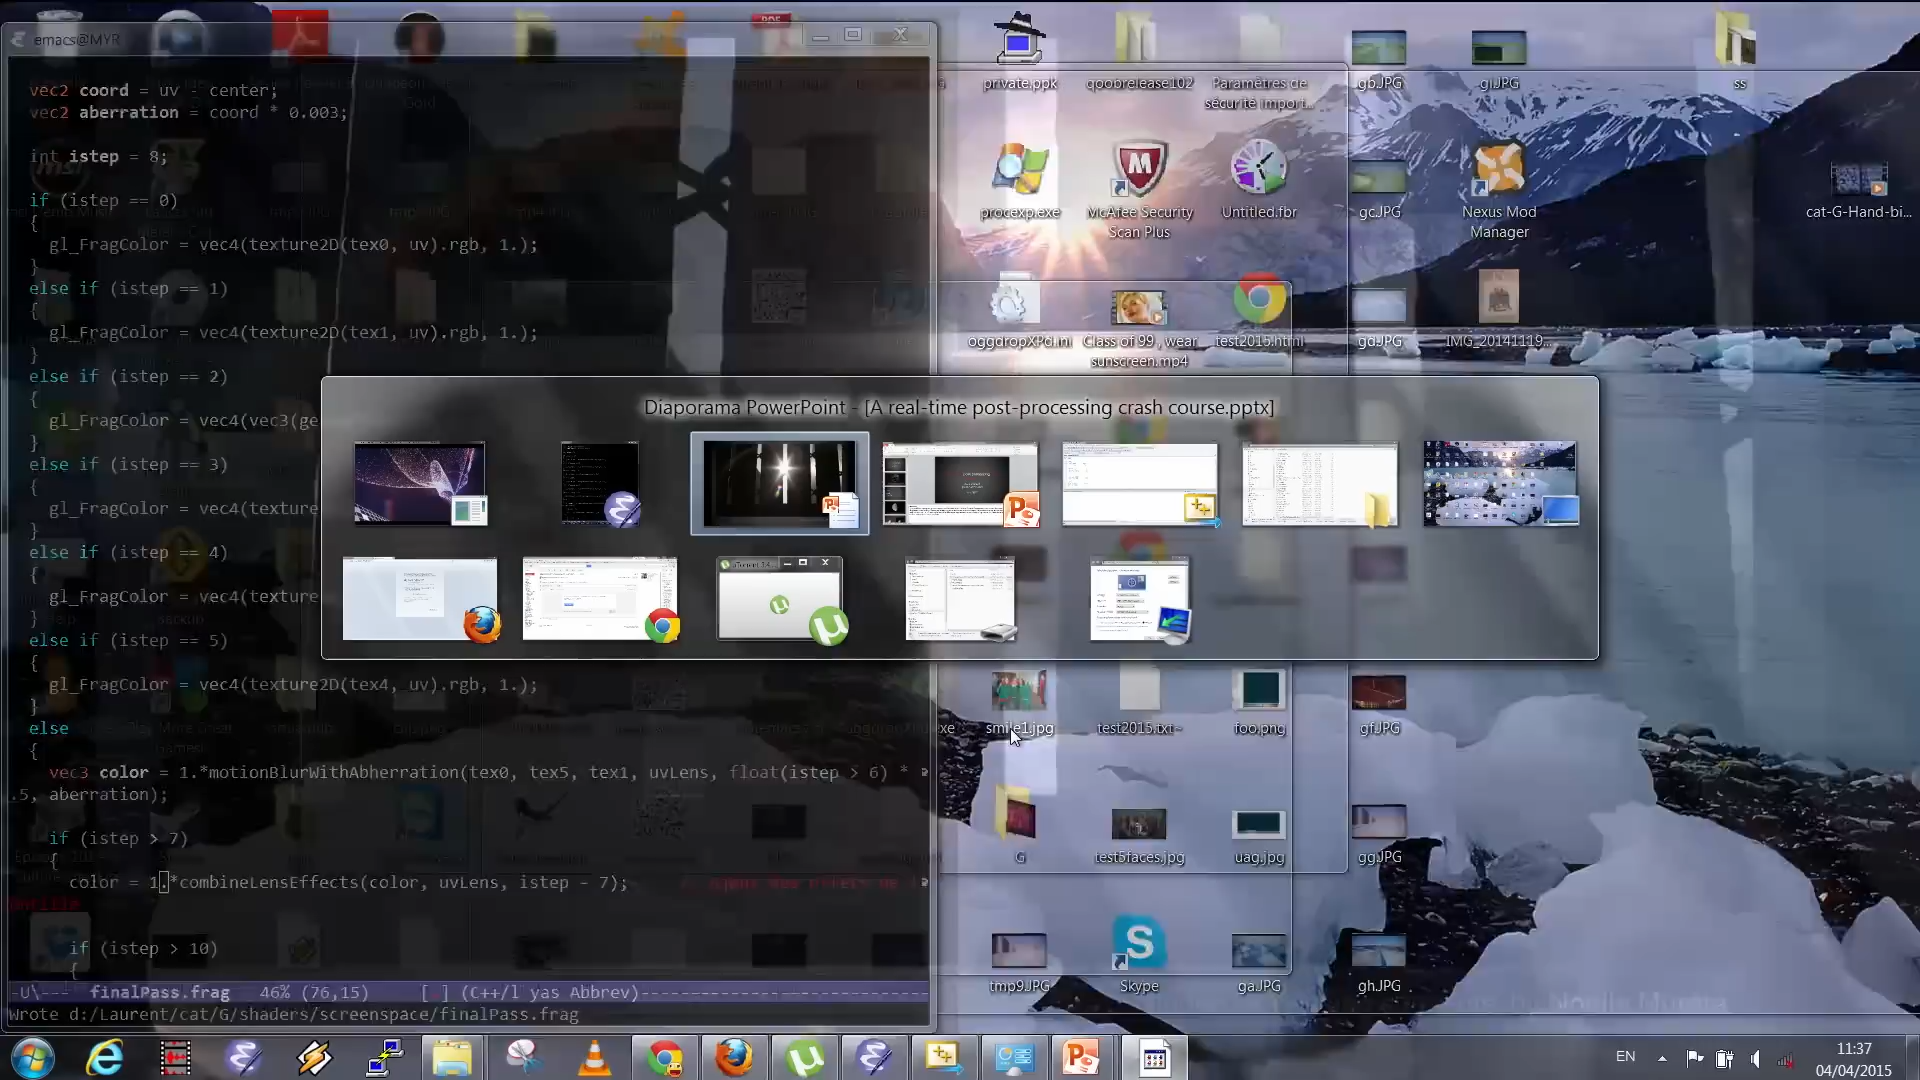 emacs@MYR
vec2 coord = uv - center;
vec2 aberration = coord * 0.003;
int istep = 8;
if (istep == 0)
{
gl_FragColor = vec4(texture2D(tex0, uv).rgb, 1.);
}
else if (istep == 1)
{
gl_FragColor = vec4(texture2D(tex1, uv).rgb, 1.);
}
else if (istep == 2)
{
gl_FragColor = vec4(vec3(ge
}
else if (istep == 3)
{
gl_FragColor = vec4(texture
}
else if (istep == 4)
{
gl_FragColor = vec4(texture
}
else if (istep == 5)
{
gl_FragColor = vec4(texture2D(tex4, uv).rgb, 1.);
}
else
{
vec3 color = 1.*motionBlurWithAbherration(tex0, tex5, tex1, uvLens, float(istep > 6) *
.5, aberration);
if (istep > 7)
{
color = 1.*combineLensEffects(color, uvLens, istep - 7);
if (istep > 10)
{
-U\--- finalPass.frag 46% (76,15) [ ] (C++/l yas Abbrev)
Wrote d:/Laurent/cat/G/shaders/screenspace/finalPass.frag
Diaporama PowerPoint - [A real-time post-processing crash course.pptx]
private.ppk
qoobrelease102
Paramètres de
sécurité import...
gb.JPG
gi.JPG
ss
procexp.exe
McAfee Security
Scan Plus
Untitled.fbr
gc.JPG
Nexus Mod
Manager
cat-G-Hand-bi...
oggdropXPd.ini
Class of 99 , wear
sunscreen.mp4
test2015.html
gd.JPG
IMG_20141119...
smile1.jpg
test2015.txt~
foo.png
gf.JPG
G
test5faces.jpg
uag.jpg
gg.JPG
tmp9.JPG
Skype
ga.JPG
gh.JPG
EN
11:37
04/04/2015